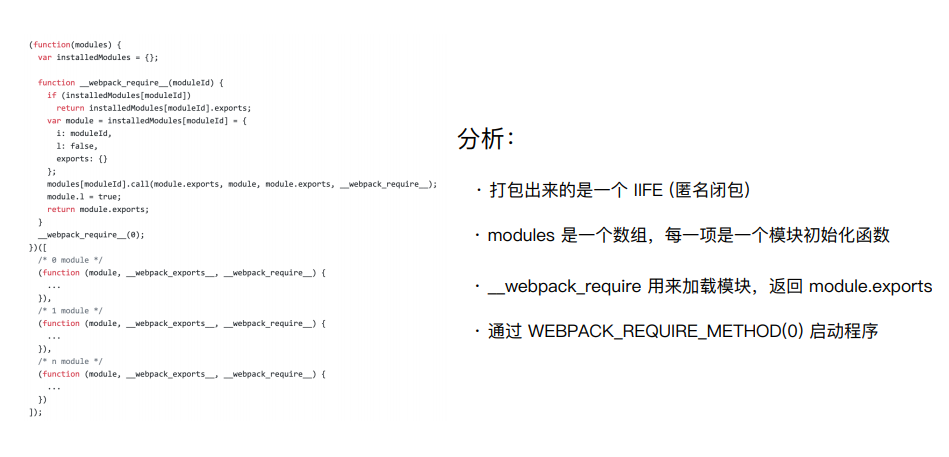 (function(modules) {
  var installedModules = {};

  function __webpack_require__(moduleId) {
    if (installedModules[moduleId])
      return installedModules[moduleId].exports;
    var module = installedModules[moduleId] = {
      i: moduleId,
      l: false,
      exports: {}
    };
    modules[moduleId].call(module.exports, module, module.exports, __webpack_require__);
    module.l = true;
    return module.exports;
  }
  __webpack_require__(0);
})([
  /* 0 module */
  (function (module, __webpack_exports__, __webpack_require__) {
    ...
  }),
  /* 1 module */
  (function (module, __webpack_exports__, __webpack_require__) {
    ...
  }),
  /* n module */
  (function (module, __webpack_exports__, __webpack_require__) {
    ...
  })
]);
分析：
· 打包出来的是一个 IIFE (匿名闭包)
· modules 是一个数组，每一项是一个模块初始化函数
· __webpack_require 用来加载模块，返回 module.exports
· 通过 WEBPACK_REQUIRE_METHOD(0) 启动程序